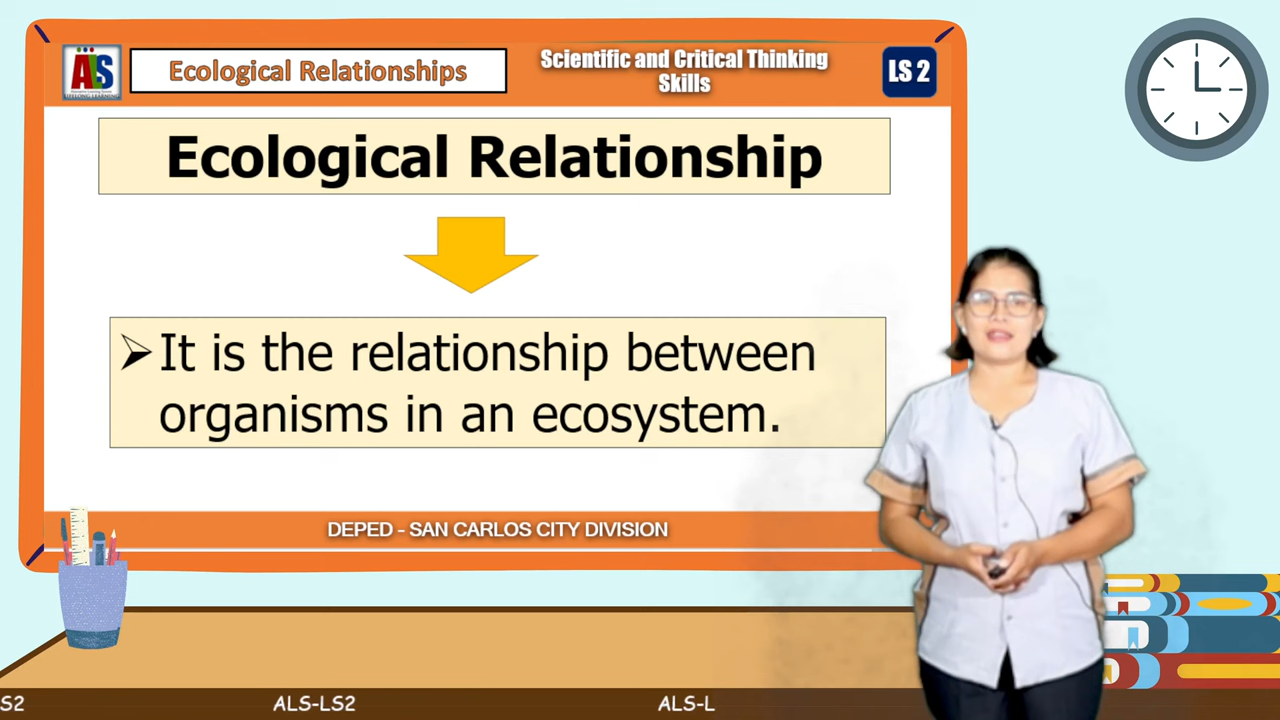 ALS
Ecological Relationships
Scientific and Critical Thinking
Skills
LS 2
Ecological Relationship
It is the relationship between
organisms in an ecosystem.
DEPED - SAN CARLOS CITY DIVISION
S2
ALS-LS2
ALS-L